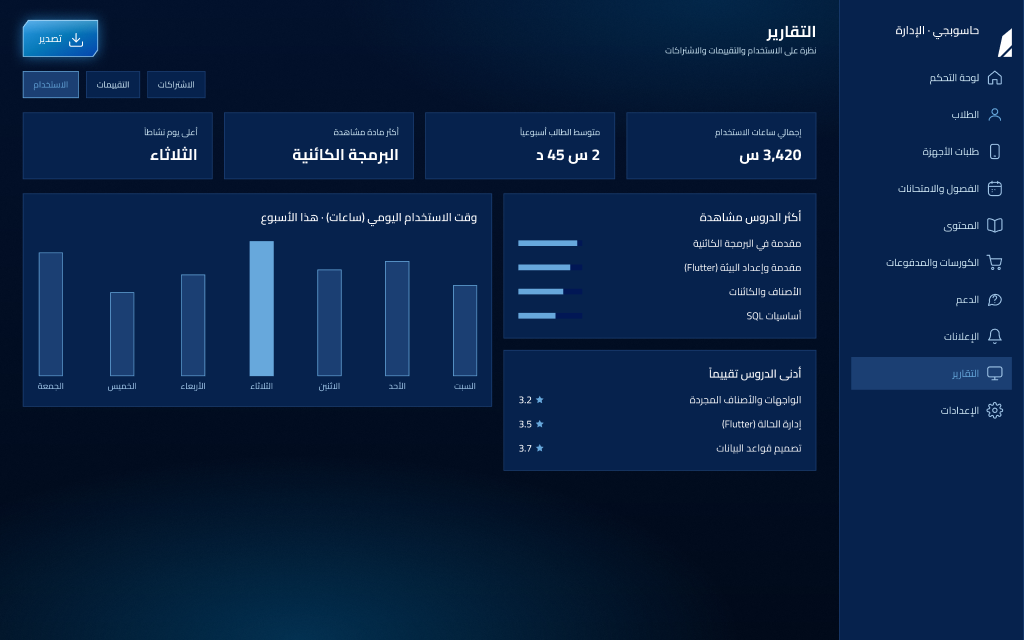 حاسوبجي · الإدارة
لوحة التحكم
الطلاب
طلبات الأجهزة
الفصول والامتحانات
المحتوى
الكورسات والمدفوعات
الدعم
الإعلانات
التقارير
الإعدادات
التقارير
نظرة على الاستخدام والتقييمات والاشتراكات
تصدير
الاشتراكات
التقييمات
الاستخدام
إجمالي ساعات الاستخدام
3,420 س
متوسط الطالب أسبوعياً
2 س 45 د
أكثر مادة مشاهدة
البرمجة الكائنية
أعلى يوم نشاطاً
الثلاثاء
أكثر الدروس مشاهدة
مقدمة في البرمجة الكائنية
مقدمة وإعداد البيئة (Flutter)
الأصناف والكائنات
أساسيات SQL
أدنى الدروس تقييماً
الواجهات والأصناف المجردة 3.2
إدارة الحالة (Flutter) 3.5
تصميم قواعد البيانات 3.7
وقت الاستخدام اليومي (ساعات) · هذا الأسبوع
السبت الأحد الاثنين الثلاثاء الأربعاء الخميس الجمعة